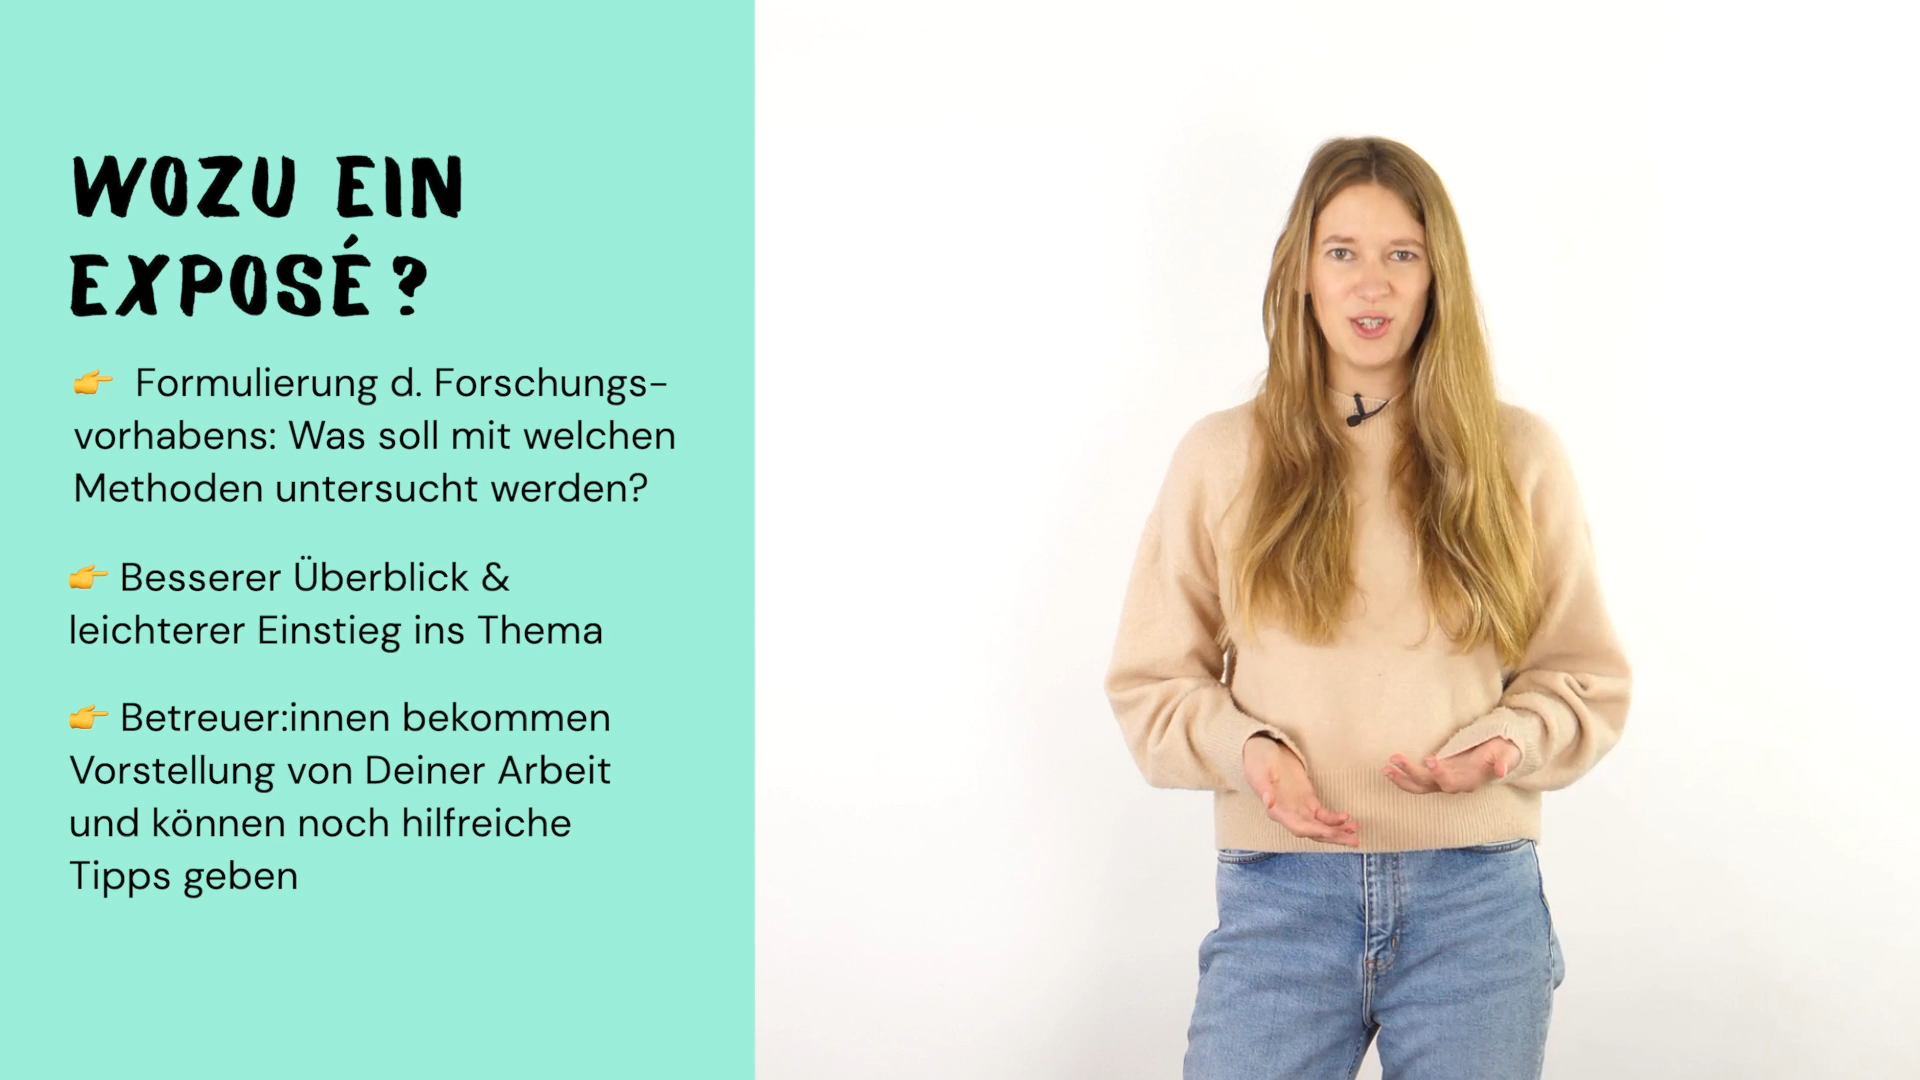 WOZU EIN
EXPOSÉ?
👉 Formulierung d. Forschungs-
vorhabens: Was soll mit welchen
Methoden untersucht werden?
👉 Besserer Überblick &
leichterer Einstieg ins Thema
👉 Betreuer:innen bekommen
Vorstellung von Deiner Arbeit
und können noch hilfreiche
Tipps geben